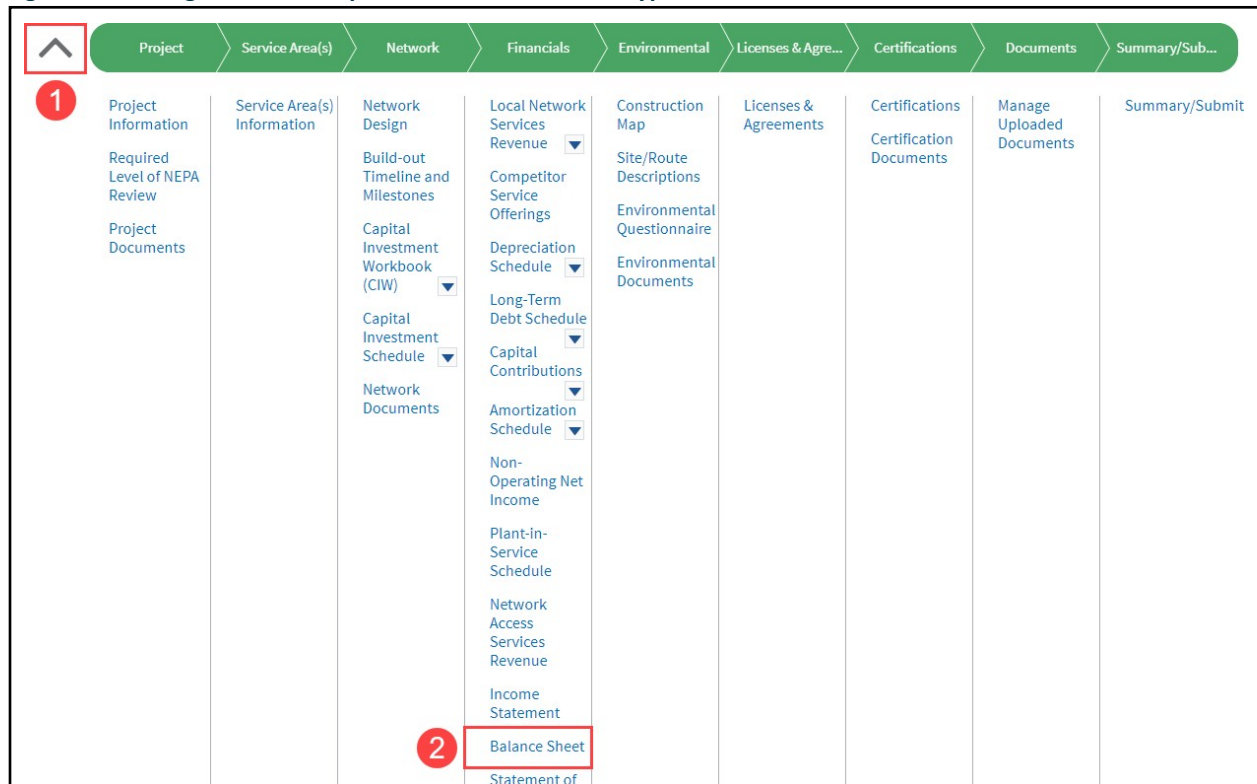 1
Project
Service Area(s)
Network
Financials
Environmental
Licenses & Agre...
Certifications
Documents
Summary/Sub...
Project
Information
Required
Level of NEPA
Review
Project
Documents
Service Area(s)
Information
Network
Design
Build-out
Timeline and
Milestones
Capital
Investment
Workbook
(CIW)
Capital
Investment
Schedule
Network
Documents
Local Network
Services
Revenue
Competitor
Service
Offerings
Depreciation
Schedule
Long-Term
Debt Schedule
Capital
Contributions
Amortization
Schedule
Non-
Operating Net
Income
Plant-in-
Service
Schedule
Network
Access
Services
Revenue
Income
Statement
2
Balance Sheet
Statement of
Construction
Map
Site/Route
Descriptions
Environmental
Questionnaire
Environmental
Documents
Licenses &
Agreements
Certifications
Certification
Documents
Manage
Uploaded
Documents
Summary/Submit